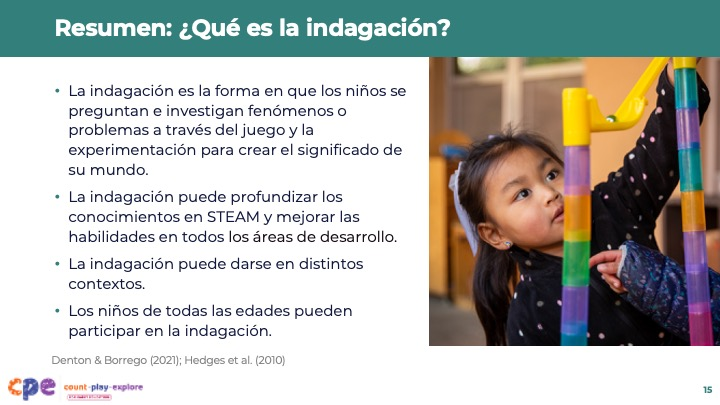 Resumen: ¿Qué es la indagación?
• La indagación es la forma en que los niños se
preguntan e investigan fenómenos o
problemas a través del juego y la
experimentación para crear el significado de
su mundo.
• La indagación puede profundizar los
conocimientos en STEAM y mejorar las
habilidades en todos los áreas de desarrollo.
• La indagación puede darse en distintos
contextos.
• Los niños de todas las edades pueden
participar en la indagación.
Denton & Borrego (2021); Hedges et al. (2010)
cpe count·play·explore
15